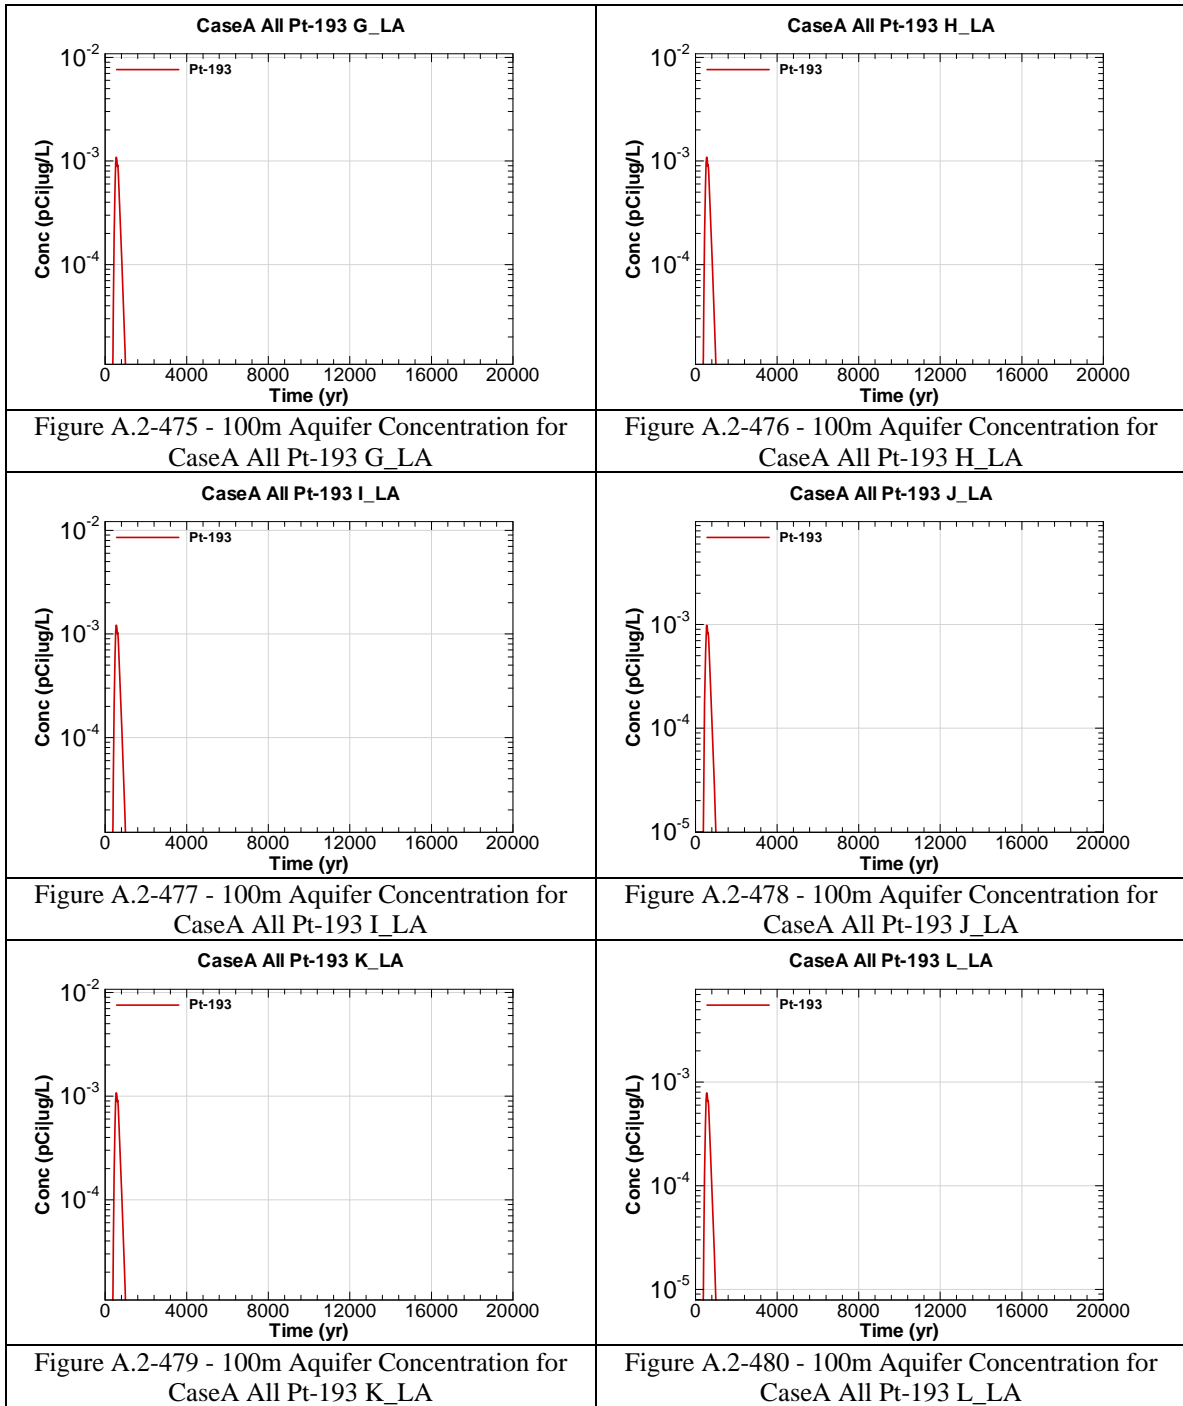 CaseA All Pt-193 G_LA
10-2
Pt-193
10-3
10-4
Conc (pCi|ug/L)
0 4000 8000 12000 16000 20000
Time (yr)
Figure A.2-475 - 100m Aquifer Concentration for
CaseA All Pt-193 G_LA
CaseA All Pt-193 H_LA
10-2
Pt-193
10-3
10-4
Conc (pCi|ug/L)
0 4000 8000 12000 16000 20000
Time (yr)
Figure A.2-476 - 100m Aquifer Concentration for
CaseA All Pt-193 H_LA
CaseA All Pt-193 I_LA
10-2
Pt-193
10-3
10-4
Conc (pCi|ug/L)
0 4000 8000 12000 16000 20000
Time (yr)
Figure A.2-477 - 100m Aquifer Concentration for
CaseA All Pt-193 I_LA
CaseA All Pt-193 J_LA
Pt-193
10-3
10-4
10-5
Conc (pCi|ug/L)
0 4000 8000 12000 16000 20000
Time (yr)
Figure A.2-478 - 100m Aquifer Concentration for
CaseA All Pt-193 J_LA
CaseA All Pt-193 K_LA
10-2
Pt-193
10-3
10-4
Conc (pCi|ug/L)
0 4000 8000 12000 16000 20000
Time (yr)
Figure A.2-479 - 100m Aquifer Concentration for
CaseA All Pt-193 K_LA
CaseA All Pt-193 L_LA
Pt-193
10-3
10-4
10-5
Conc (pCi|ug/L)
0 4000 8000 12000 16000 20000
Time (yr)
Figure A.2-480 - 100m Aquifer Concentration for
CaseA All Pt-193 L_LA